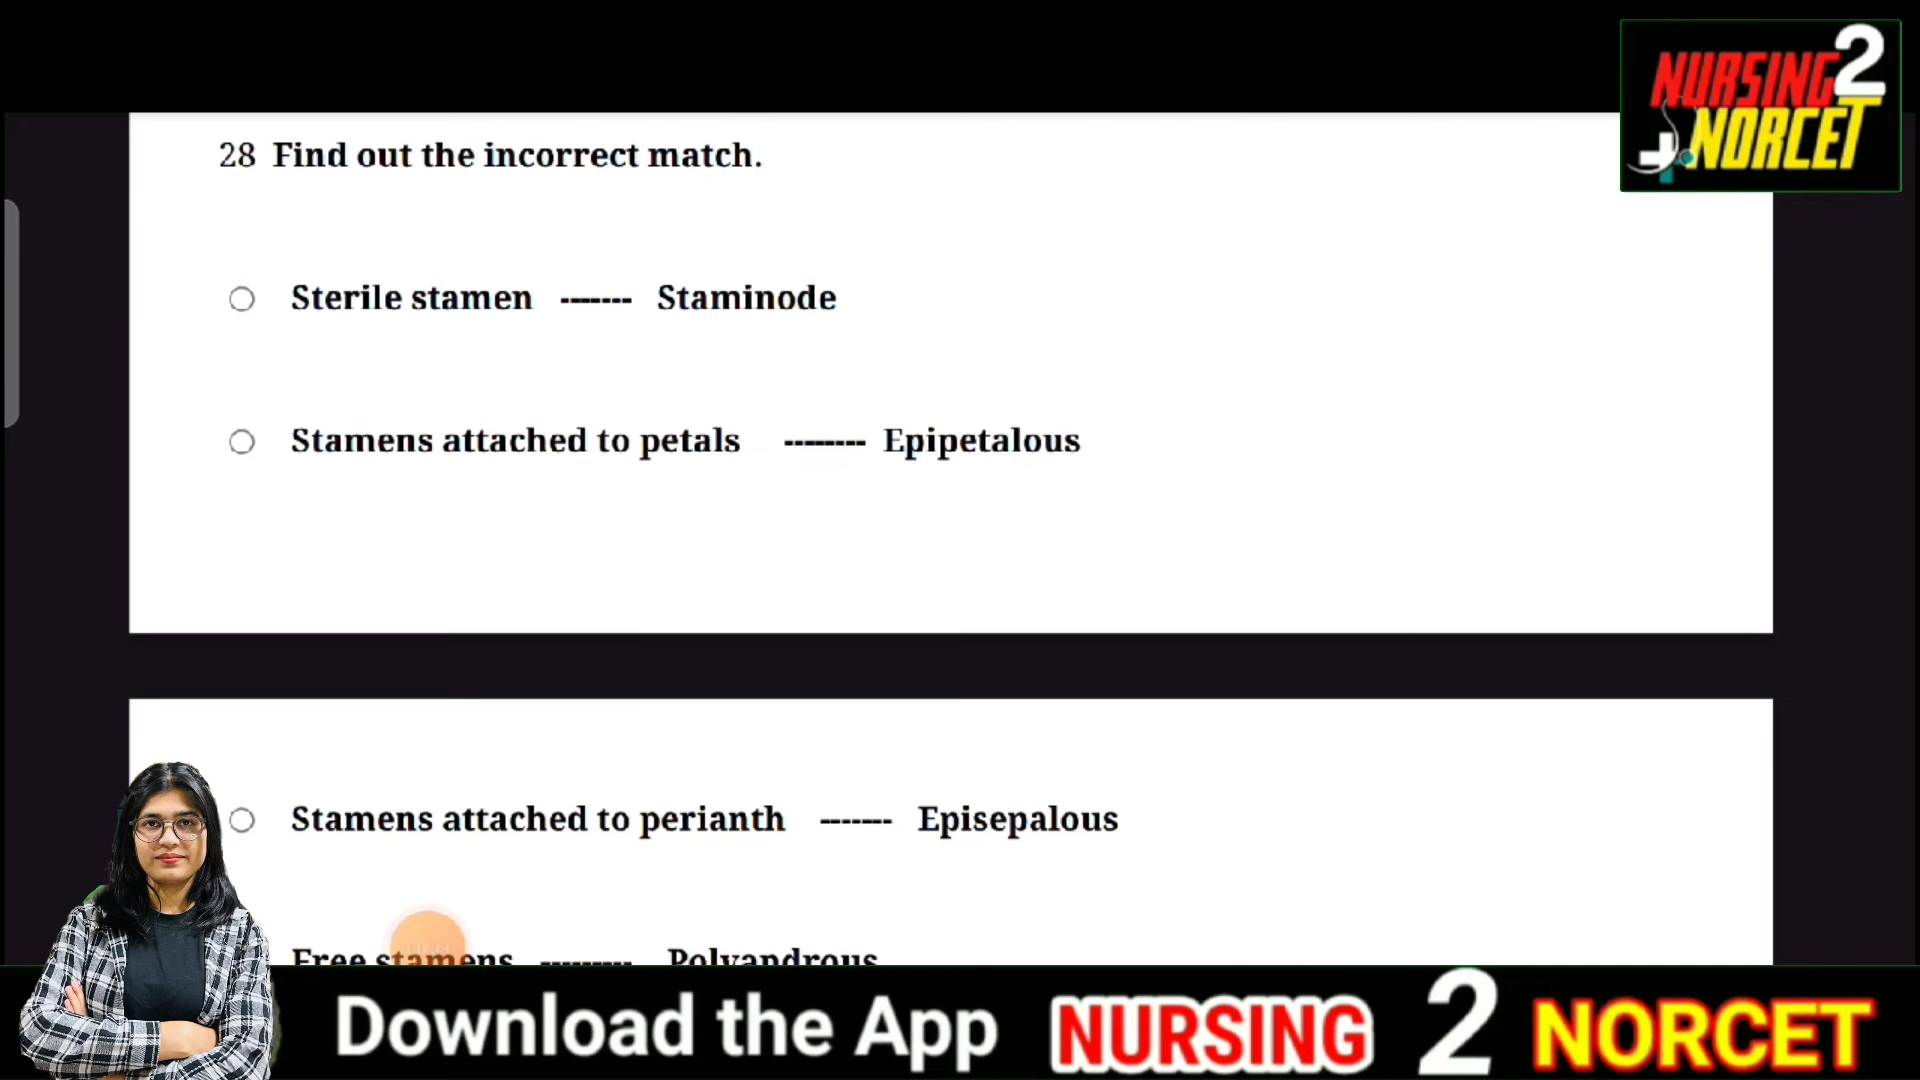 NURSING 2
NORCET
28 Find out the incorrect match.
Sterile stamen ------- Staminode
Stamens attached to petals -------- Epipetalous
Stamens attached to perianth ------- Episepalous
Free stamens --------- Polyandrous
Download the App NURSING 2 NORCET